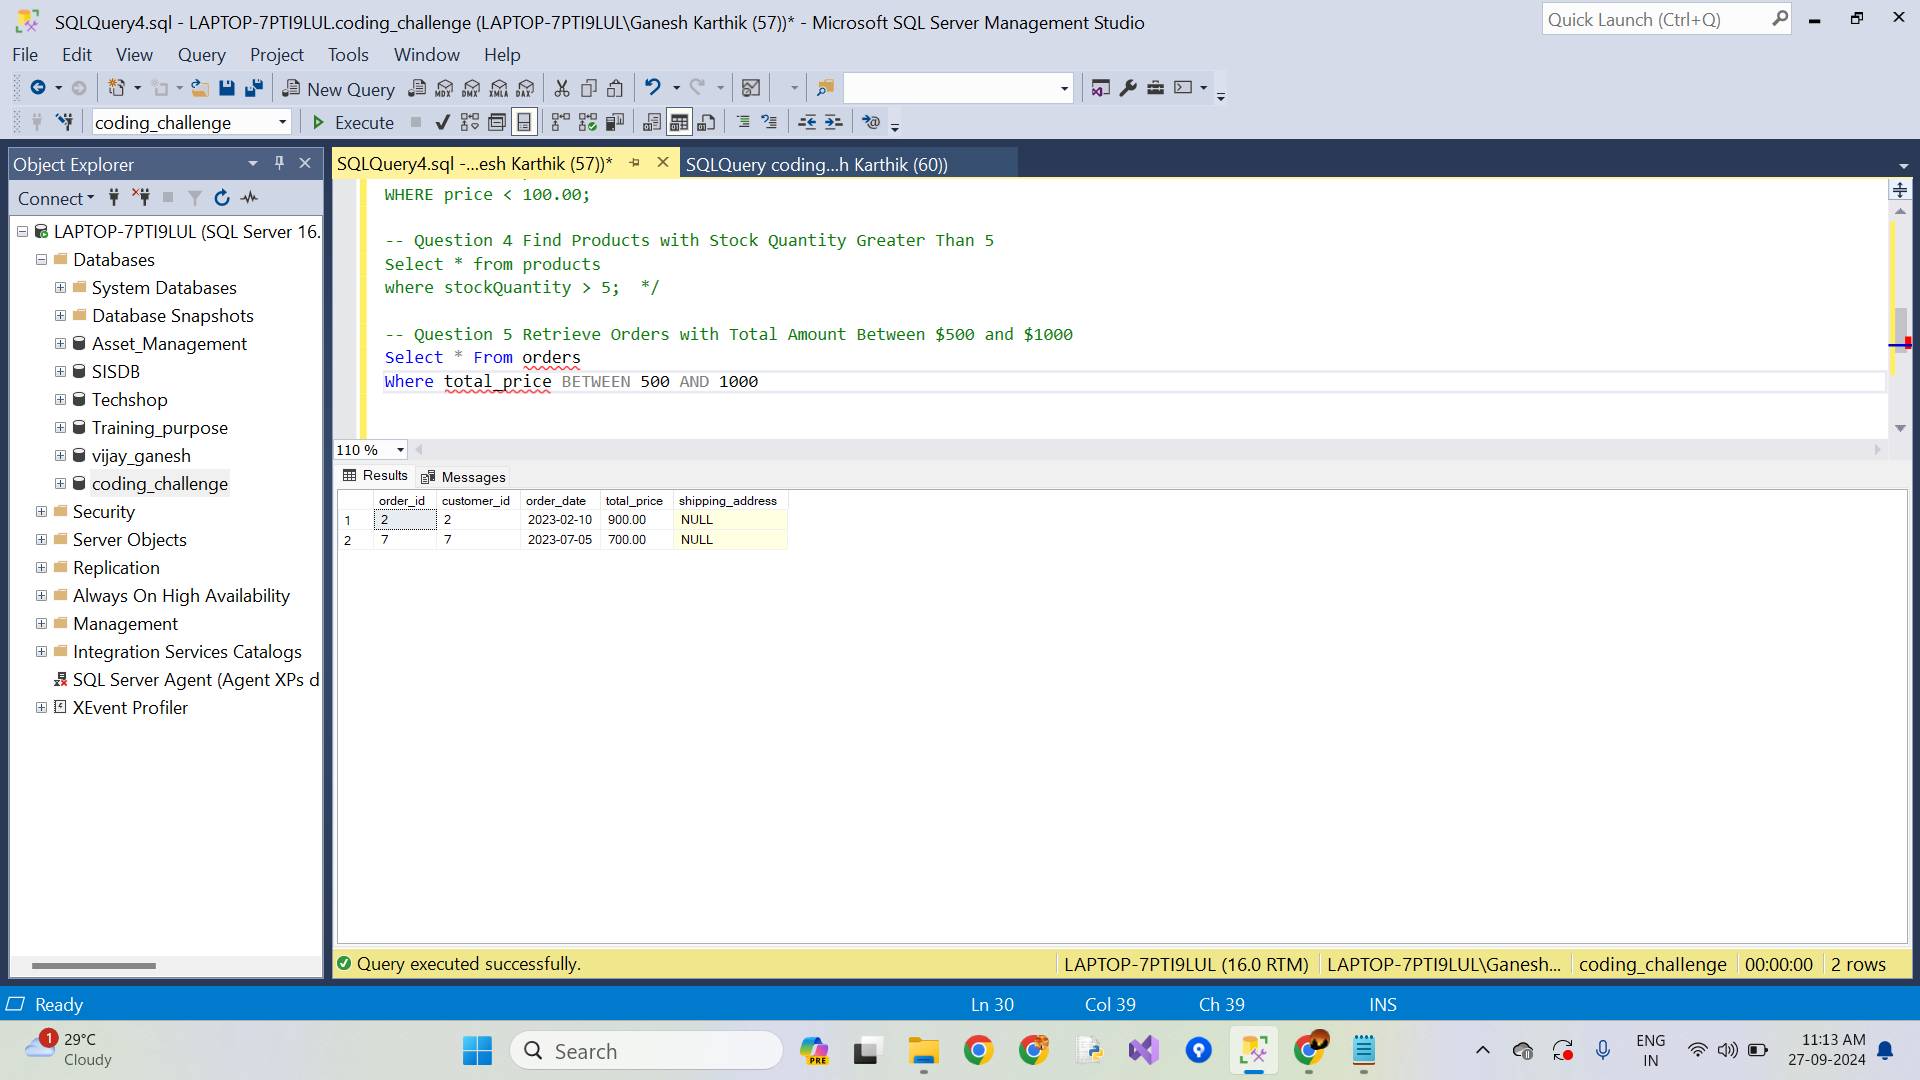 SQLQuery4.sql - LAPTOP-7PTI9LUL.coding_challenge (LAPTOP-7PTI9LUL\Ganesh Karthik (57))* - Microsoft SQL Server Management Studio
Quick Launch (Ctrl+Q)
File Edit View Query Project Tools Window Help
New Query
MDX DMX XMLA DAX
coding_challenge
Execute
Object Explorer
SQLQuery4.sql -...esh Karthik (57))*
SQLQuery coding...h Karthik (60))
Connect
LAPTOP-7PTI9LUL (SQL Server 16.
Databases
System Databases
Database Snapshots
Asset_Management
SISDB
Techshop
Training_purpose
vijay_ganesh
coding_challenge
Security
Server Objects
Replication
Always On High Availability
Management
Integration Services Catalogs
SQL Server Agent (Agent XPs d
XEvent Profiler
WHERE price < 100.00;
-- Question 4 Find Products with Stock Quantity Greater Than 5
Select * from products
where stockQuantity > 5;  */
-- Question 5 Retrieve Orders with Total Amount Between $500 and $1000
Select * From orders
Where total_price BETWEEN 500 AND 1000
110 %
Results Messages
order_id customer_id order_date total_price shipping_address
1 2 2 2023-02-10 900.00 NULL
2 7 7 2023-07-05 700.00 NULL
Query executed successfully.
LAPTOP-7PTI9LUL (16.0 RTM) LAPTOP-7PTI9LUL\Ganesh... coding_challenge 00:00:00 2 rows
Ready
Ln 30 Col 39 Ch 39 INS
1
29°C
Cloudy
Search
PRE
ENG
IN
11:13 AM
27-09-2024